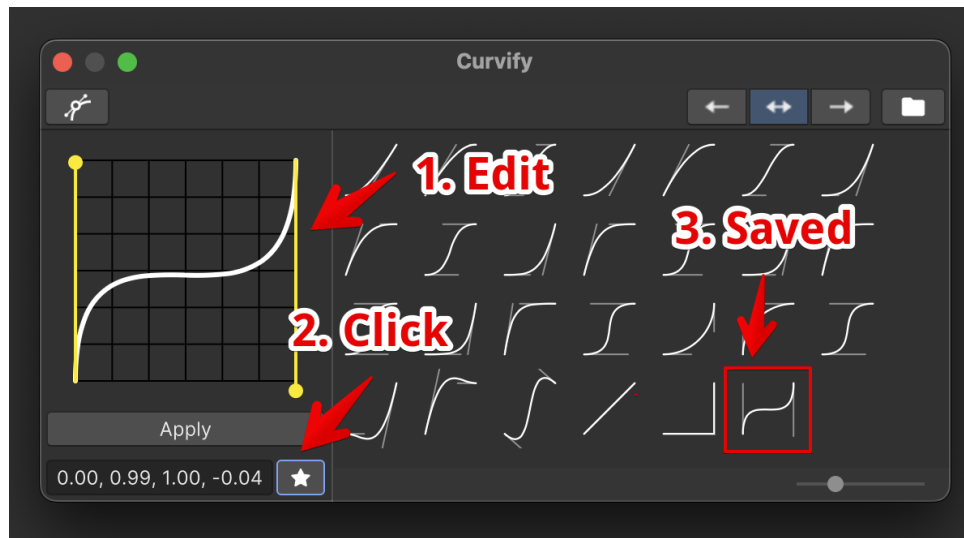 Curvify
1. Edit
3. Saved
2. Click
Apply
0.00, 0.99, 1.00, -0.04